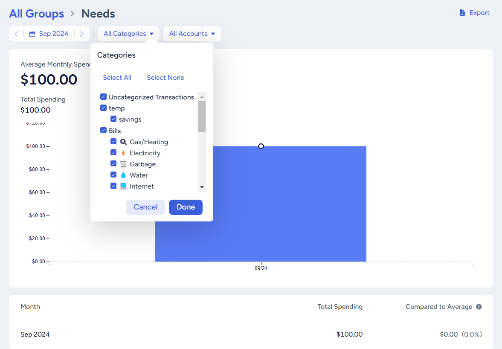 All Groups > Needs
Export
Sep 2024
All Categories
All Accounts
Average Monthly Spen
$100.00
Total Spending
$100.00
Categories
Select All
Select None
Uncategorized Transactions
temp
savings
Bills
Gas/Heating
Electricity
Garbage
Water
Internet
Cancel
Done
$120.00
$100.00
$80.00
$60.00
$40.00
$20.00
$0.00
09/24
Month Total Spending Compared to Average
Sep 2024 $100.00 $0.00 (0.0%)